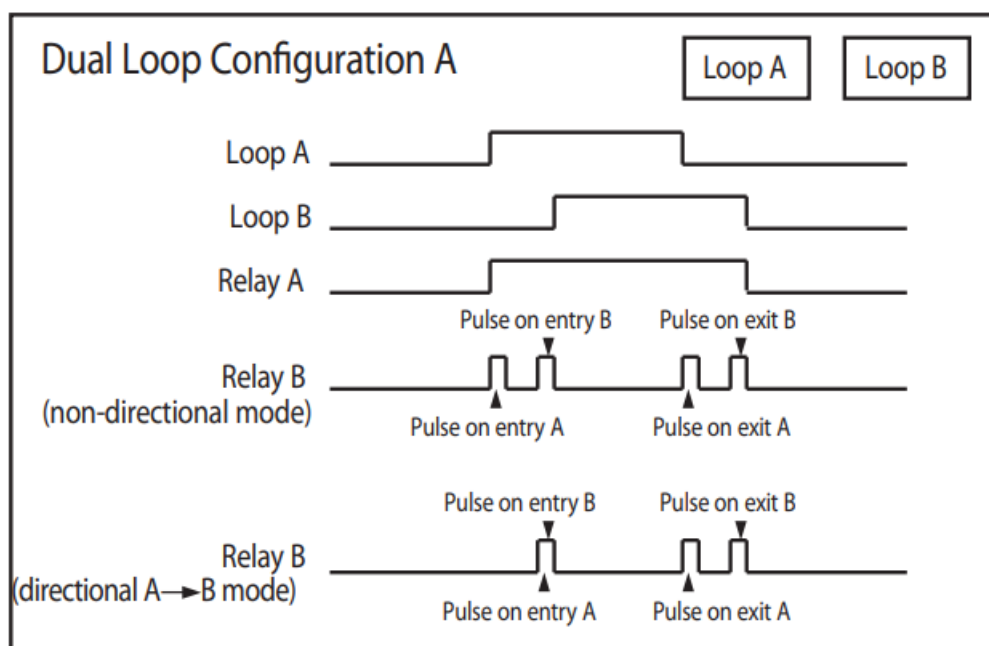 Dual Loop Configuration A
Loop A
Loop B
Loop A
Loop B
Relay A
Pulse on entry B
Pulse on exit B
Relay B
(non-directional mode)
Pulse on entry A
Pulse on exit A
Pulse on entry B
Pulse on exit B
Relay B
(directional A→B mode)
Pulse on entry A
Pulse on exit A